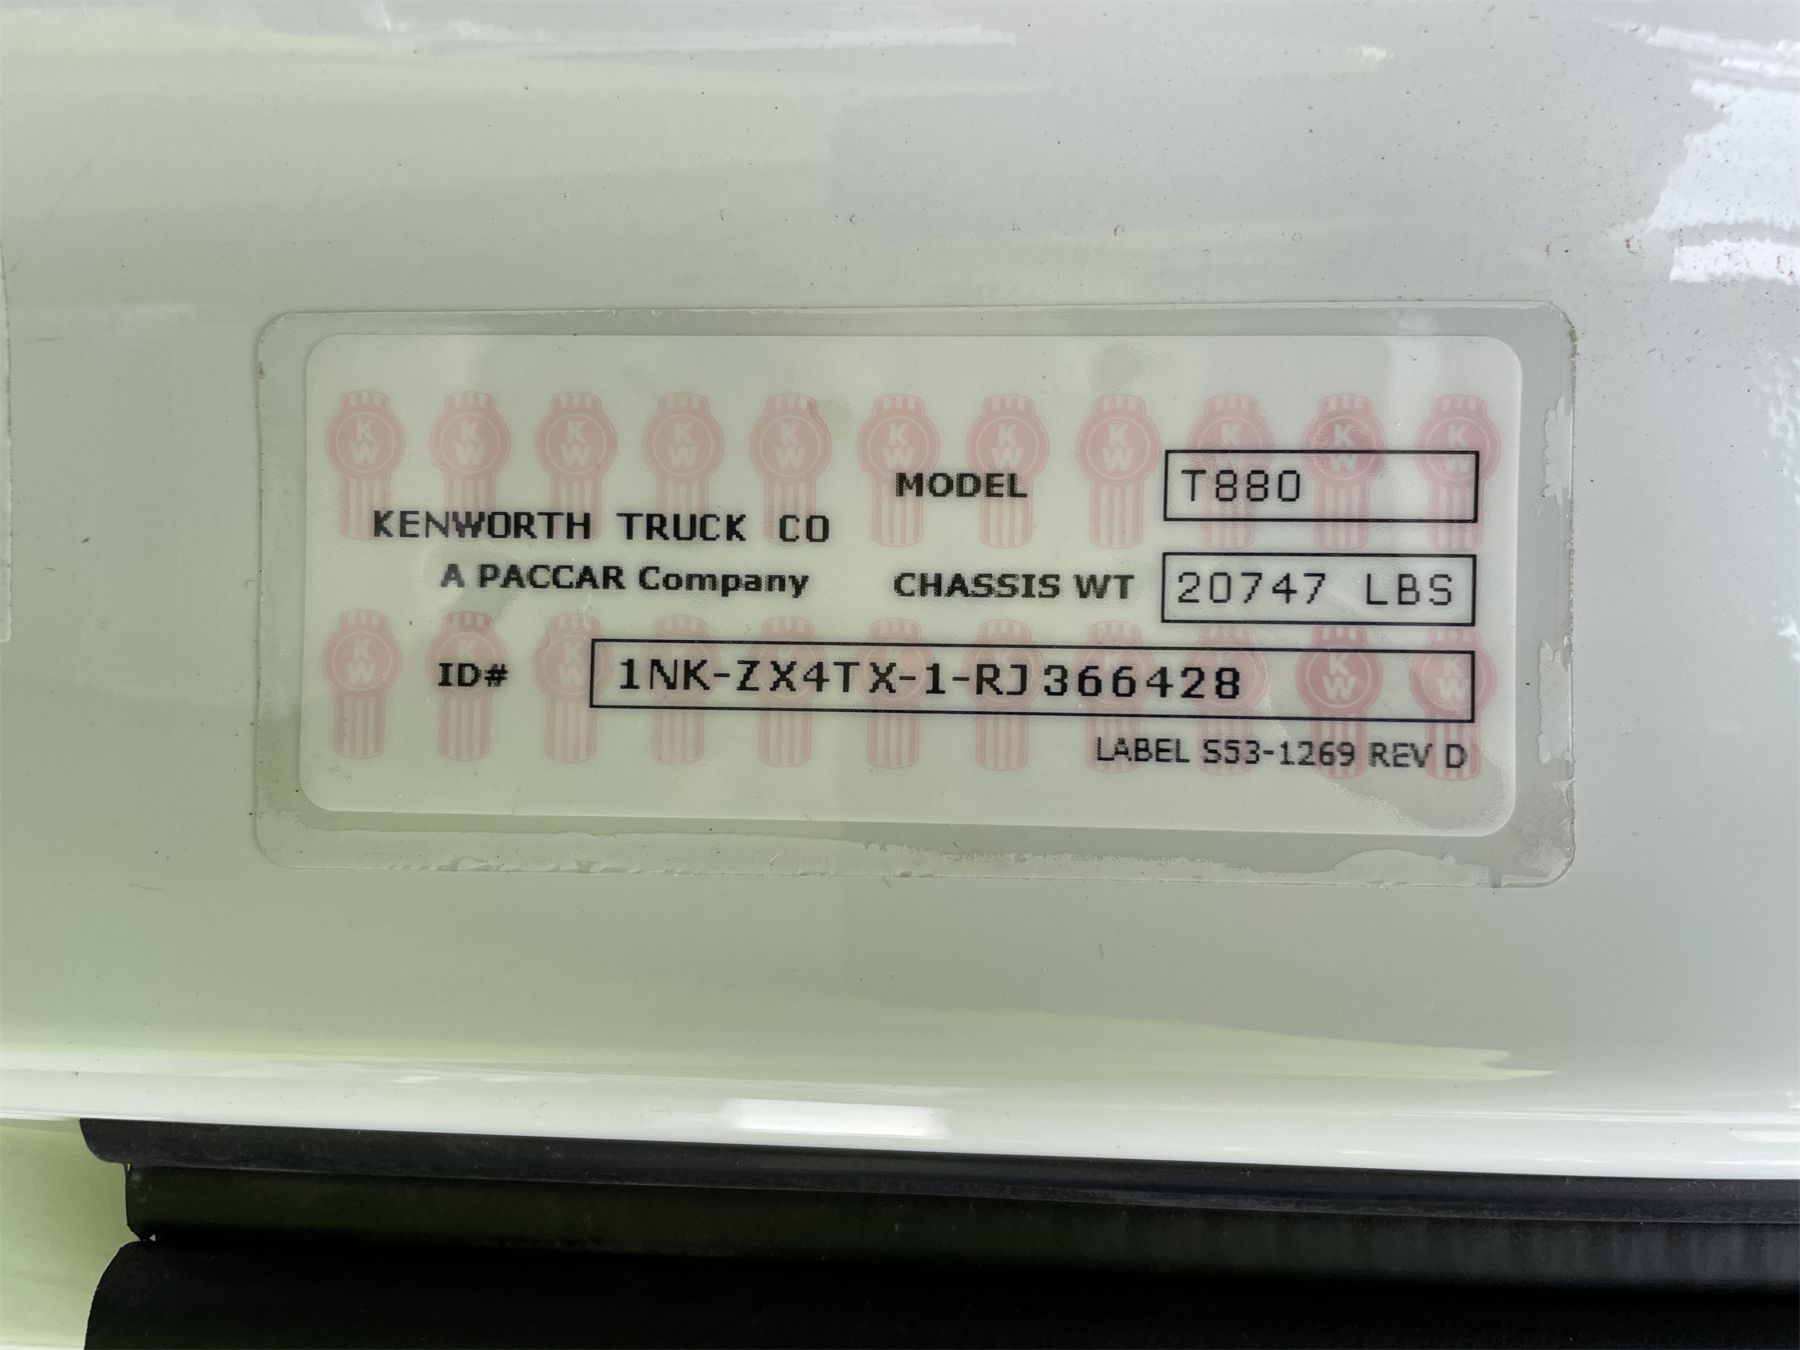 MODEL T880
KENWORTH TRUCK CO
A PACCAR Company
CHASSIS WT 20747 LBS
ID# 1NK-ZX4TX-1-RJ366428
LABEL S53-1269 REV D